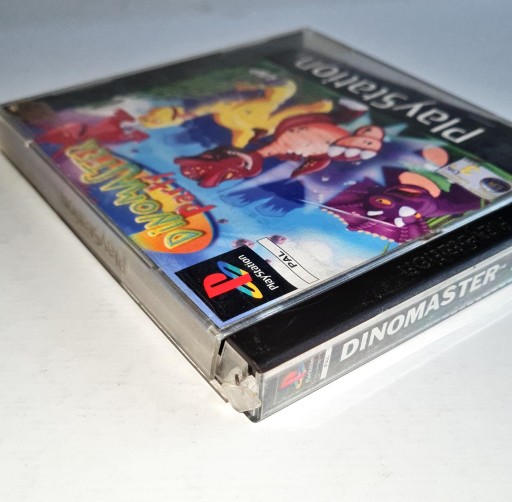 PlayStation
DiNOMASTER
Party
PlayStation
PAL
DINOMASTER